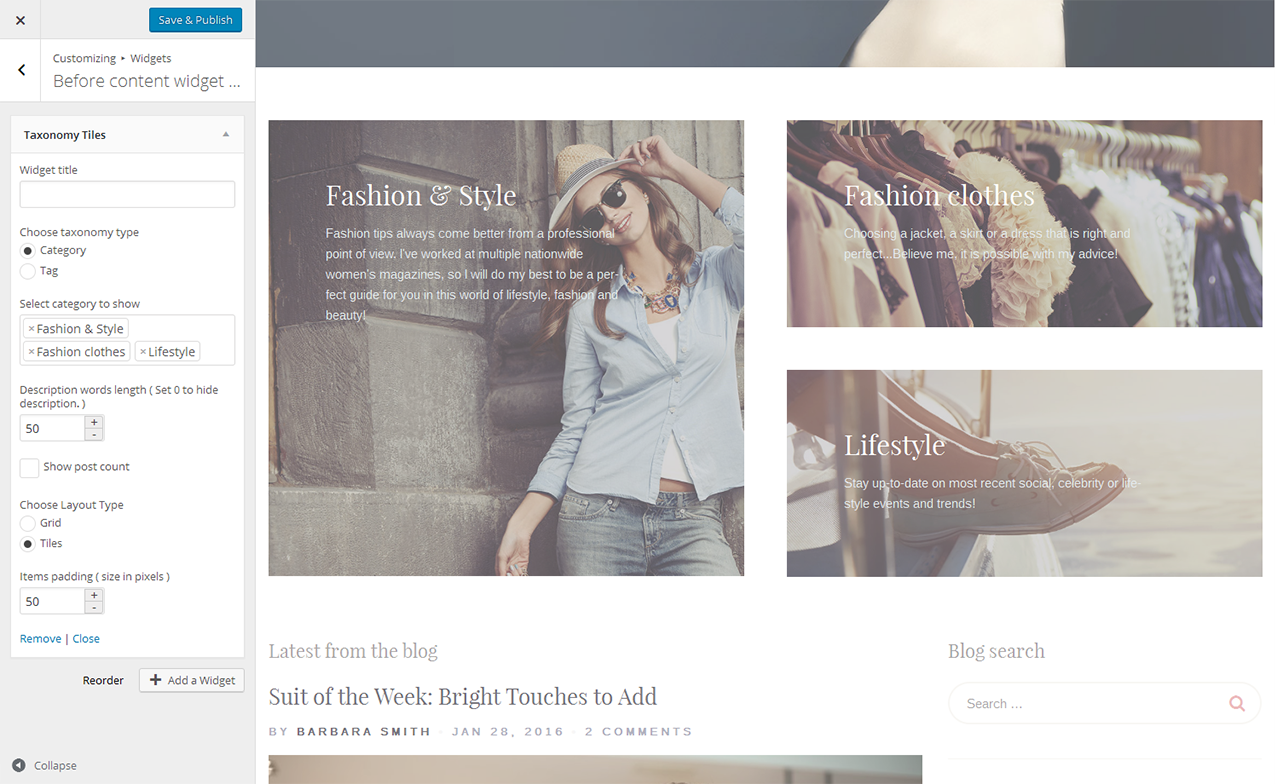 Save & Publish
Customizing ▸ Widgets
Before content widget ...
Taxonomy Tiles
Widget title
Choose taxonomy type
Category
Tag
Select category to show
×Fashion & Style
×Fashion clothes ×Lifestyle
Description words length ( Set 0 to hide
description. )
50
+
-
Show post count
Choose Layout Type
Grid
Tiles
Items padding ( size in pixels )
50
+
-
Remove | Close
Reorder
Add a Widget
Collapse
Fashion & Style
Fashion tips always come better from a professional
point of view. I've worked at multiple nationwide
women's magazines, so I will do my best to be a per-
fect guide for you in this world of lifestyle, fashion and
beauty!
Fashion clothes
Choosing a jacket, a skirt or a dress that is right and
perfect...Believe me, it is possible with my advice!
Lifestyle
Stay up-to-date on most recent social, celebrity or life-
style events and trends!
Latest from the blog
Suit of the Week: Bright Touches to Add
BY BARBARA SMITH · JAN 28, 2016 · 2 COMMENTS
Blog search
Search ...